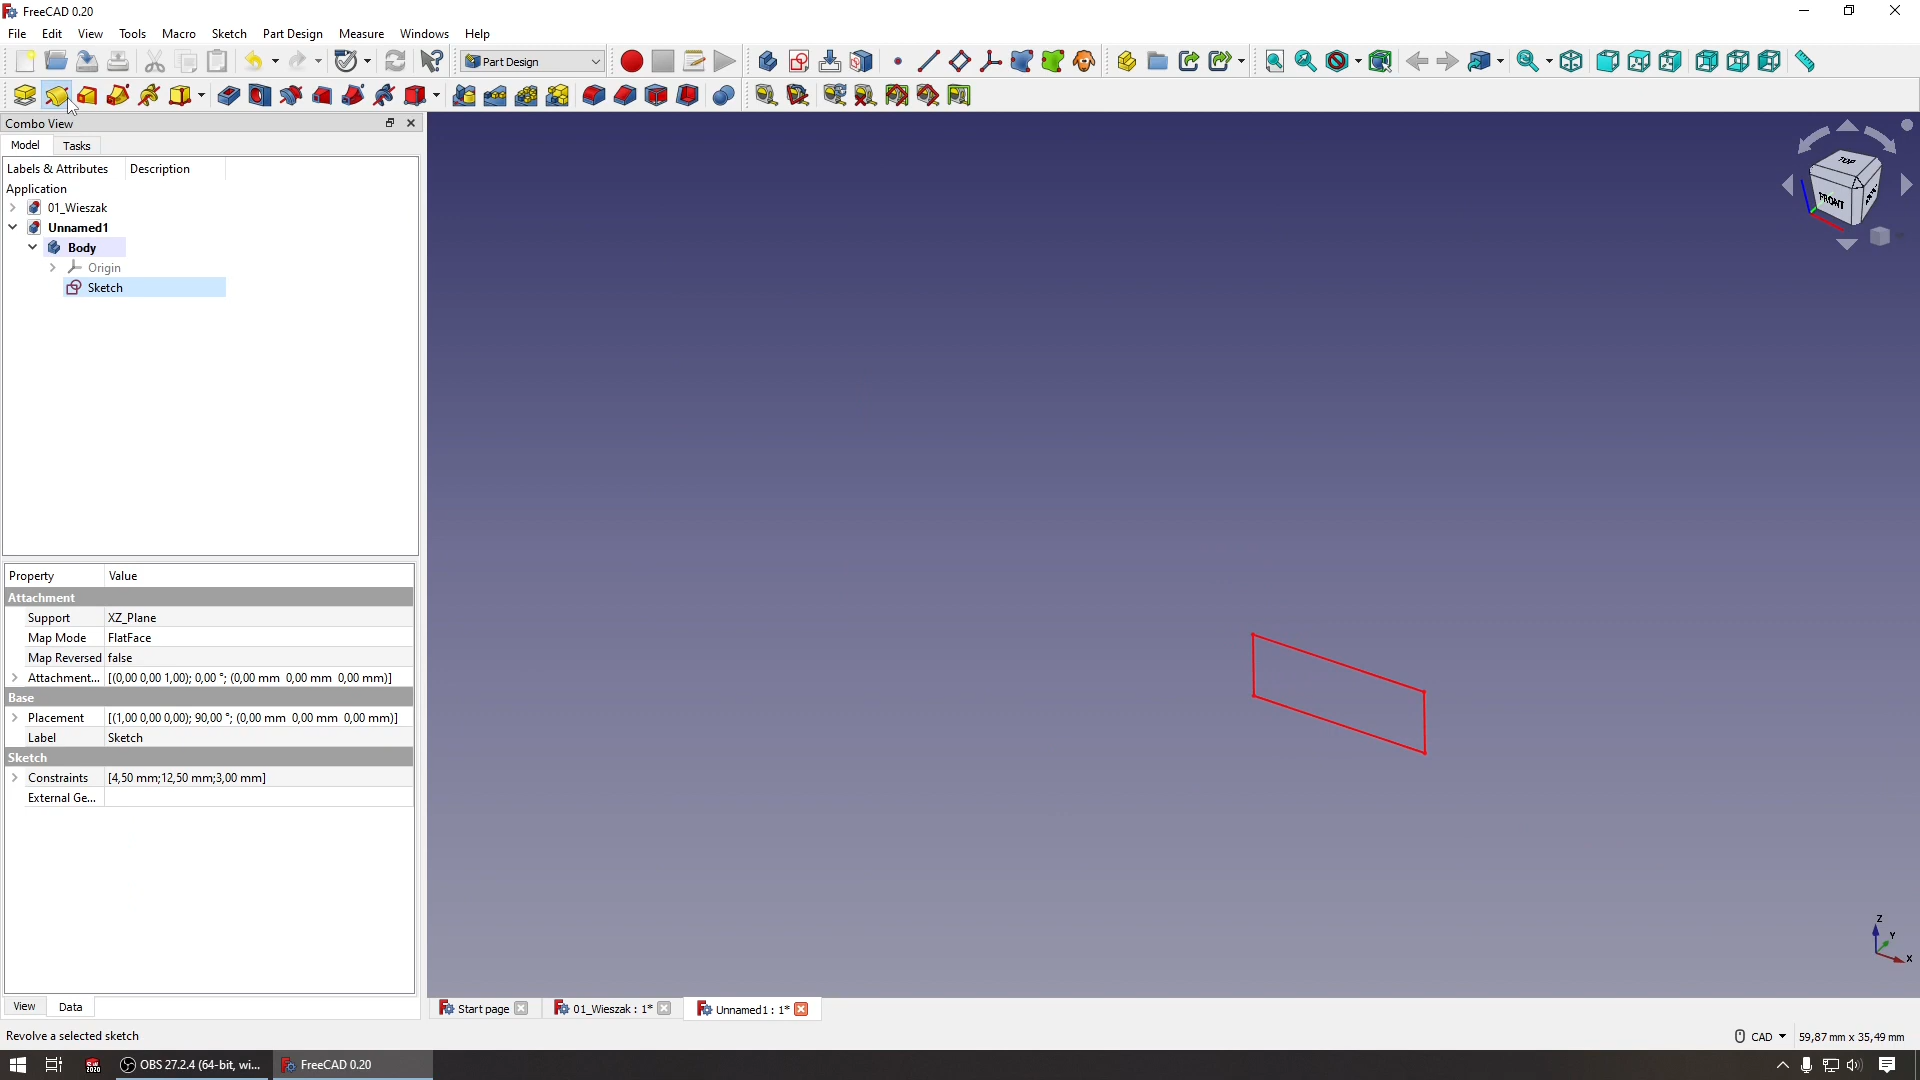 FreeCAD 0.20
File Edit View Tools Macro Sketch Part Design Measure Windows Help
Part Design
Combo View
Model Tasks
Labels & Attributes Description
Application
01_Wieszak
Unnamed1
Body
Origin
Sketch
TOP
FRONT
Property Value
Attachment
Support XZ_Plane
Map Mode FlatFace
Map Reversed false
Attachment... [(0,00 0,00 1,00); 0,00 °; (0,00 mm 0,00 mm 0,00 mm)]
Base
Placement [(1,00 0,00 0,00); 90,00 °; (0,00 mm 0,00 mm 0,00 mm)]
Label Sketch
Sketch
Constraints [4,50 mm;12,50 mm;3,00 mm]
External Ge...
Z
Y
X
View Data
Start page 01_Wieszak : 1* Unnamed1 : 1*
Revolve a selected sketch
CAD 59,87 mm x 35,49 mm
2020 OBS 27.2.4 (64-bit, wi... FreeCAD 0.20